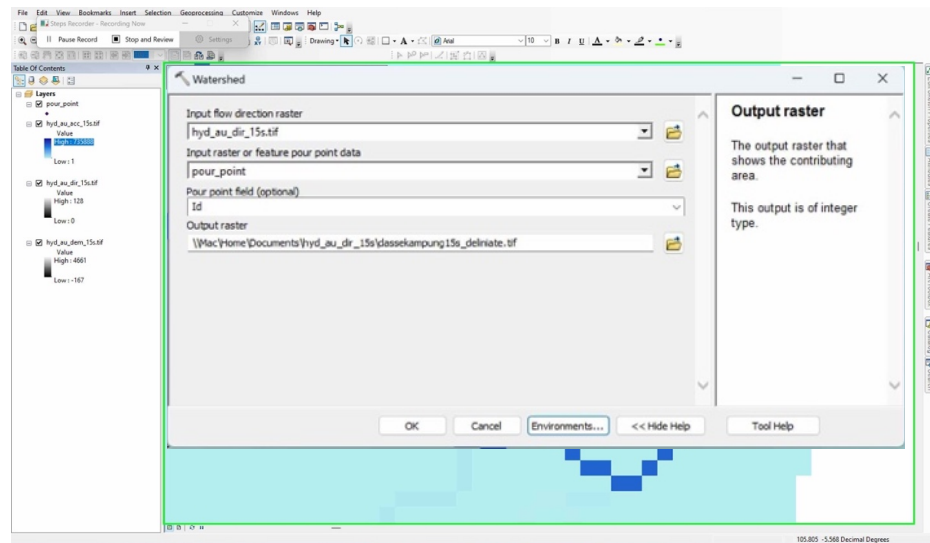 File Edit View Bookmarks Insert Selection Geoprocessing Customize Windows Help
Steps Recorder - Recording Now
Pause Record Stop and Review Settings
Drawing
Arial 10 B I U A
Table Of Contents
Layers
pour_point
hyd_au_acc_15s.tif
Value
Low : 1
hyd_au_dir_15s.tif
Value
High : 128
Low : 0
hyd_au_dem_15s.tif
Value
High : 4661
Low : -167
Watershed
Input flow direction raster
hyd_au_dir_15s.tif
Input raster or feature pour point data
pour_point
Pour point field (optional)
Id
Output raster
\\Mac\Home\Documents\hyd_au_dir_15s\dassekampung15s_deliniate.tif
OK Cancel Environments... << Hide Help Tool Help
Output raster
The output raster that
shows the contributing
area.
This output is of integer
type.
105.805 -5.568 Decimal Degrees